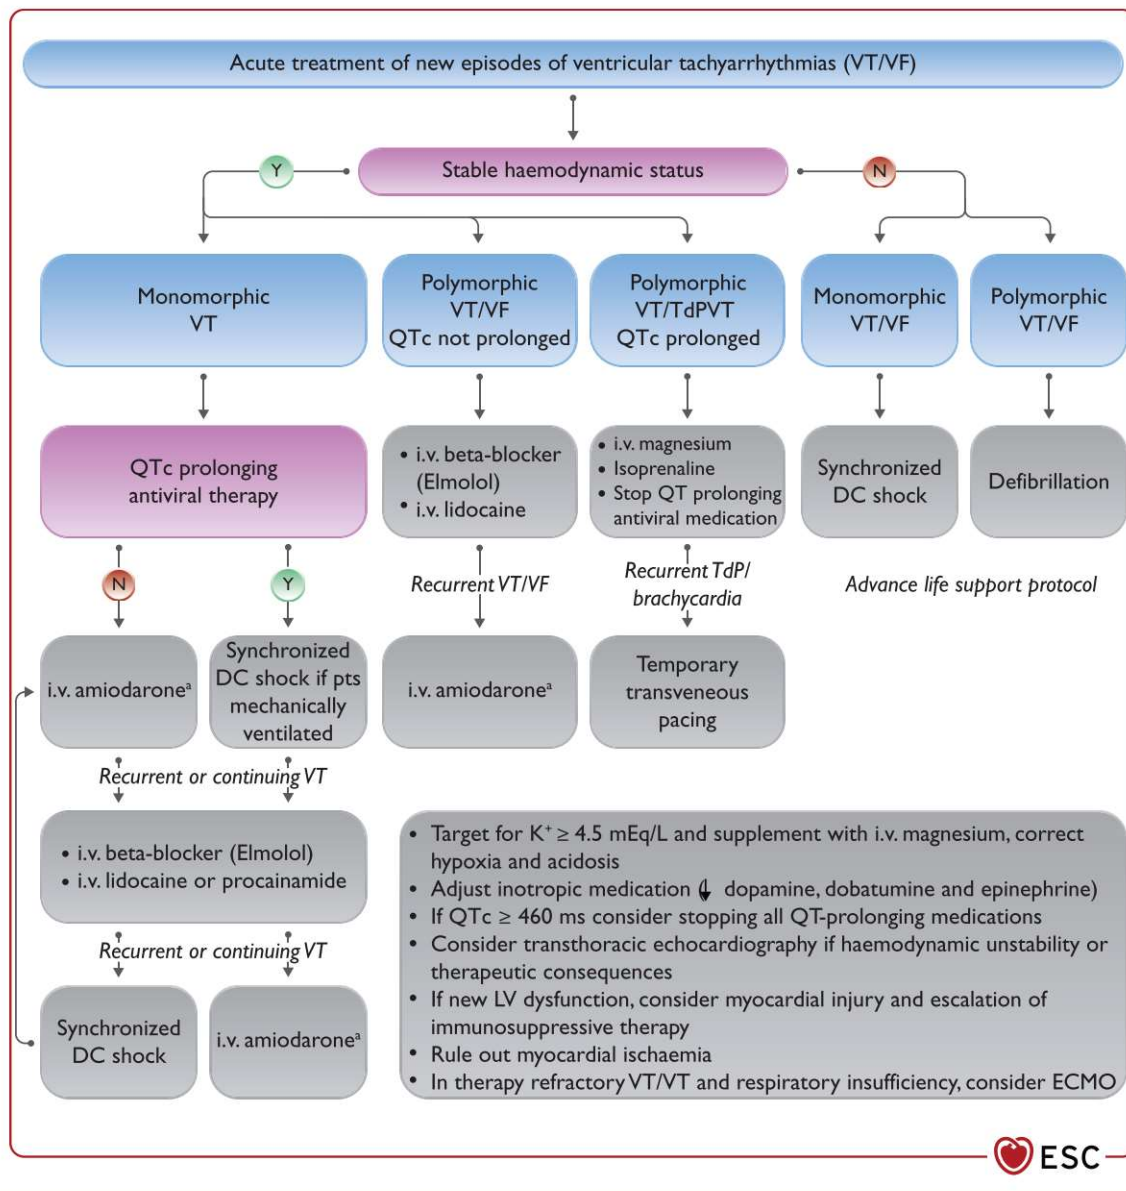 Acute treatment of new episodes of ventricular tachyarrhythmias (VT/VF)
Y
Stable haemodynamic status
N
Monomorphic
VT
Polymorphic
VT/VF
QTc not prolonged
Polymorphic
VT/TdPVT
QTc prolonged
Monomorphic
VT/VF
Polymorphic
VT/VF
QTc prolonging
antiviral therapy
• i.v. beta-blocker
(Elmolol)
• i.v. lidocaine
• i.v. magnesium
• Isoprenaline
• Stop QT prolonging
antiviral medication
Synchronized
DC shock
Defibrillation
N
Y
Recurrent VT/VF
Recurrent TdP/
brachycardia
Advance life support protocol
i.v. amiodaroneᵃ
Synchronized
DC shock if pts
mechanically
ventilated
i.v. amiodaroneᵃ
Temporary
transveneous
pacing
Recurrent or continuing VT
• i.v. beta-blocker (Elmolol)
• i.v. lidocaine or procainamide
Recurrent or continuing VT
Synchronized
DC shock
i.v. amiodaroneᵃ
• Target for K⁺ ≥ 4.5 mEq/L and supplement with i.v. magnesium, correct
hypoxia and acidosis
• Adjust inotropic medication (↓ dopamine, dobatumine and epinephrine)
• If QTc ≥ 460 ms consider stopping all QT-prolonging medications
• Consider transthoracic echocardiography if haemodynamic unstability or
therapeutic consequences
• If new LV dysfunction, consider myocardial injury and escalation of
immunosuppressive therapy
• Rule out myocardial ischaemia
• In therapy refractory VT/VT and respiratory insufficiency, consider ECMO
ESC